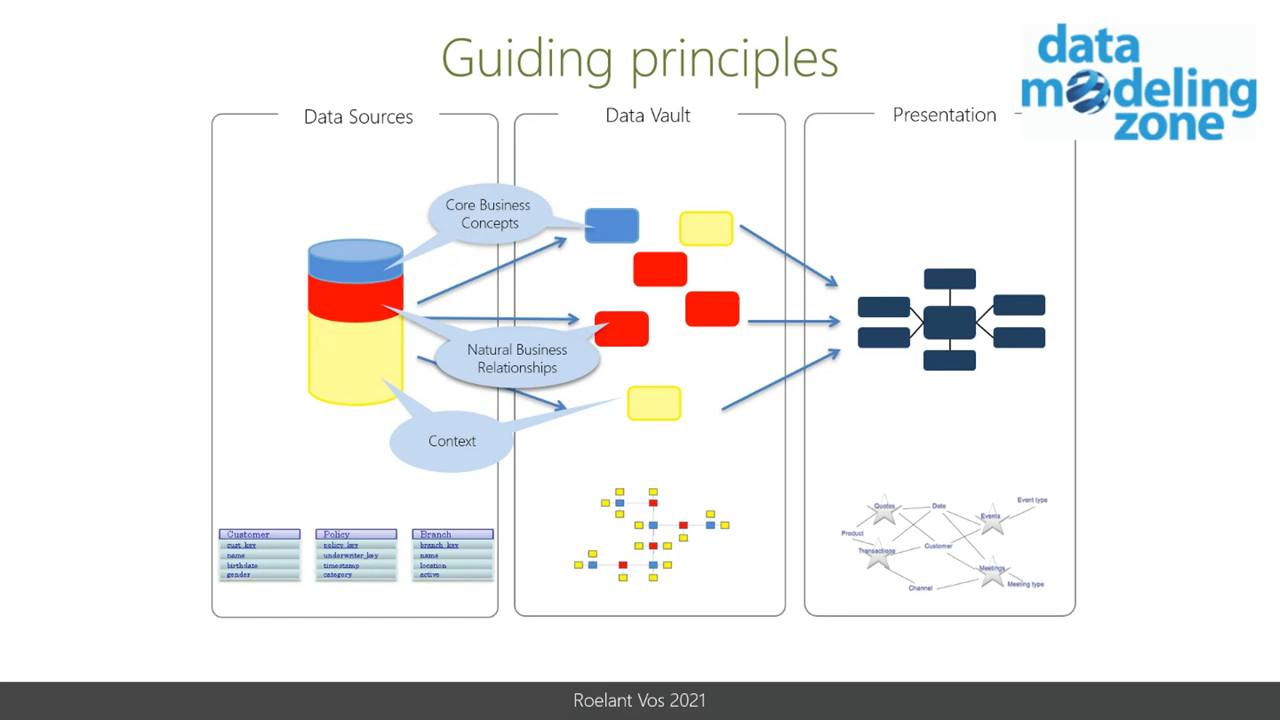 Guiding principles
data
modeling
zone
Data Sources
Data Vault
Presentation
Core Business
Concepts
Natural Business
Relationships
Context
Customer
cust_key
name
birthdate
gender
Policy
policy_key
underwriter_key
timestamp
category
Branch
branch_key
name
location
active
Quotes
Date
Event type
Events
Product
Transactions
Customer
Meetings
Channel
Meeting type
Roelant Vos 2021